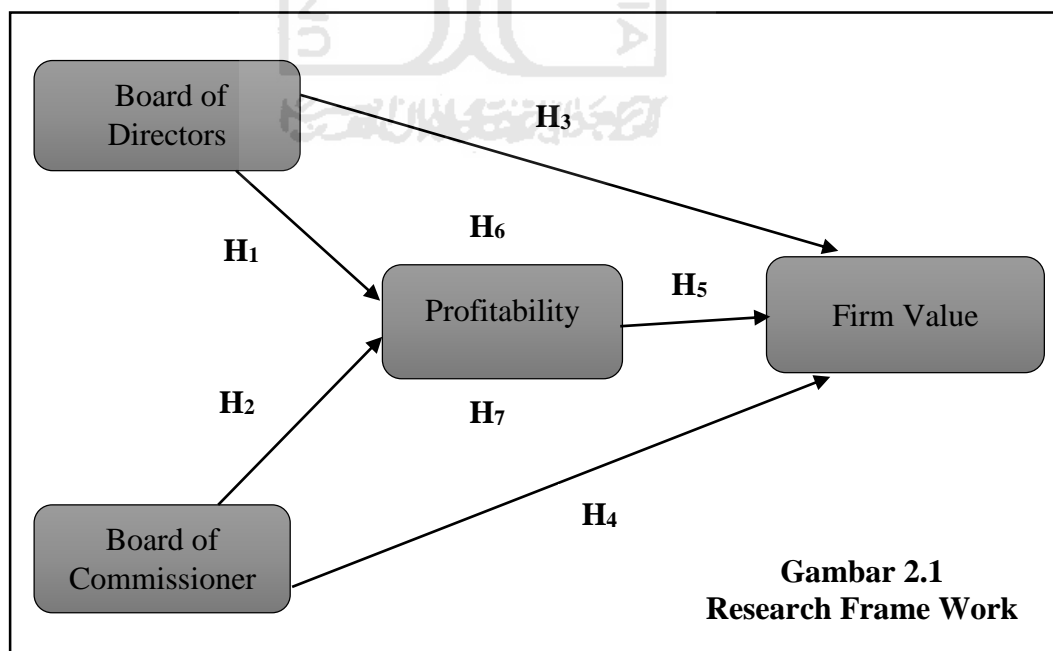 Board of
Directors
H3
H6
H1
Profitability
H5
Firm Value
H2
H7
H4
Board of
Commissioner
Gambar 2.1
Research Frame Work